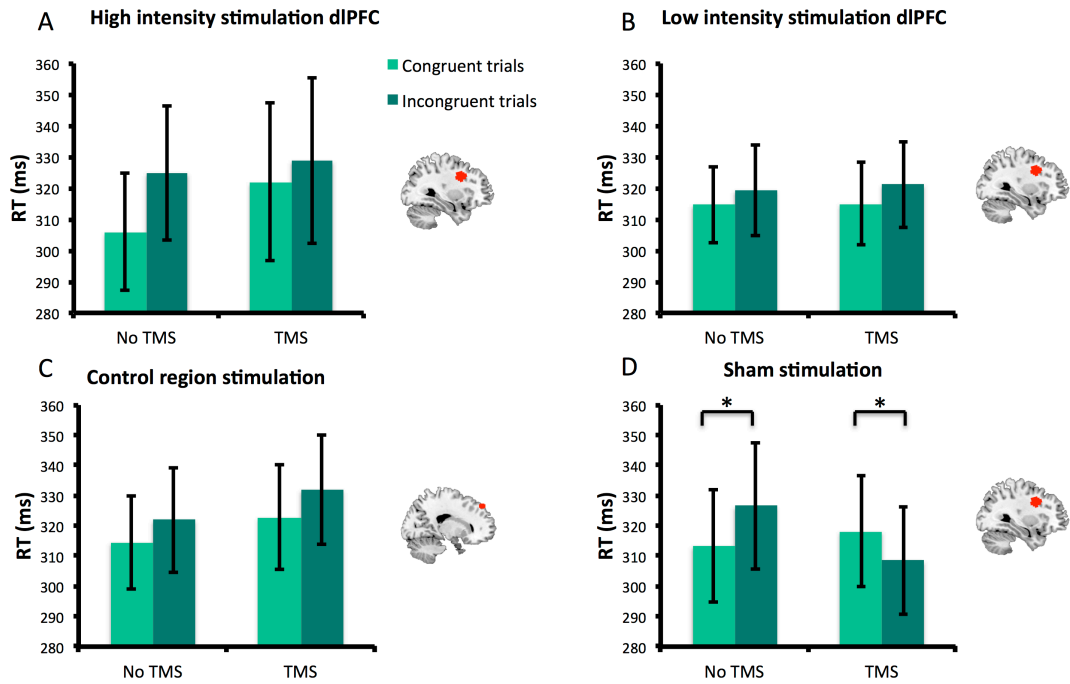 A
High intensity stimulation dlPFC
RT (ms)
360
350
340
330
320
310
300
290
280
No TMS
TMS
Congruent trials
Incongruent trials
B
Low intensity stimulation dlPFC
RT (ms)
360
350
340
330
320
310
300
290
280
No TMS
TMS
C
Control region stimulation
RT (ms)
360
350
340
330
320
310
300
290
280
No TMS
TMS
D
Sham stimulation
RT (ms)
360
350
340
330
320
310
300
290
280
*
*
No TMS
TMS